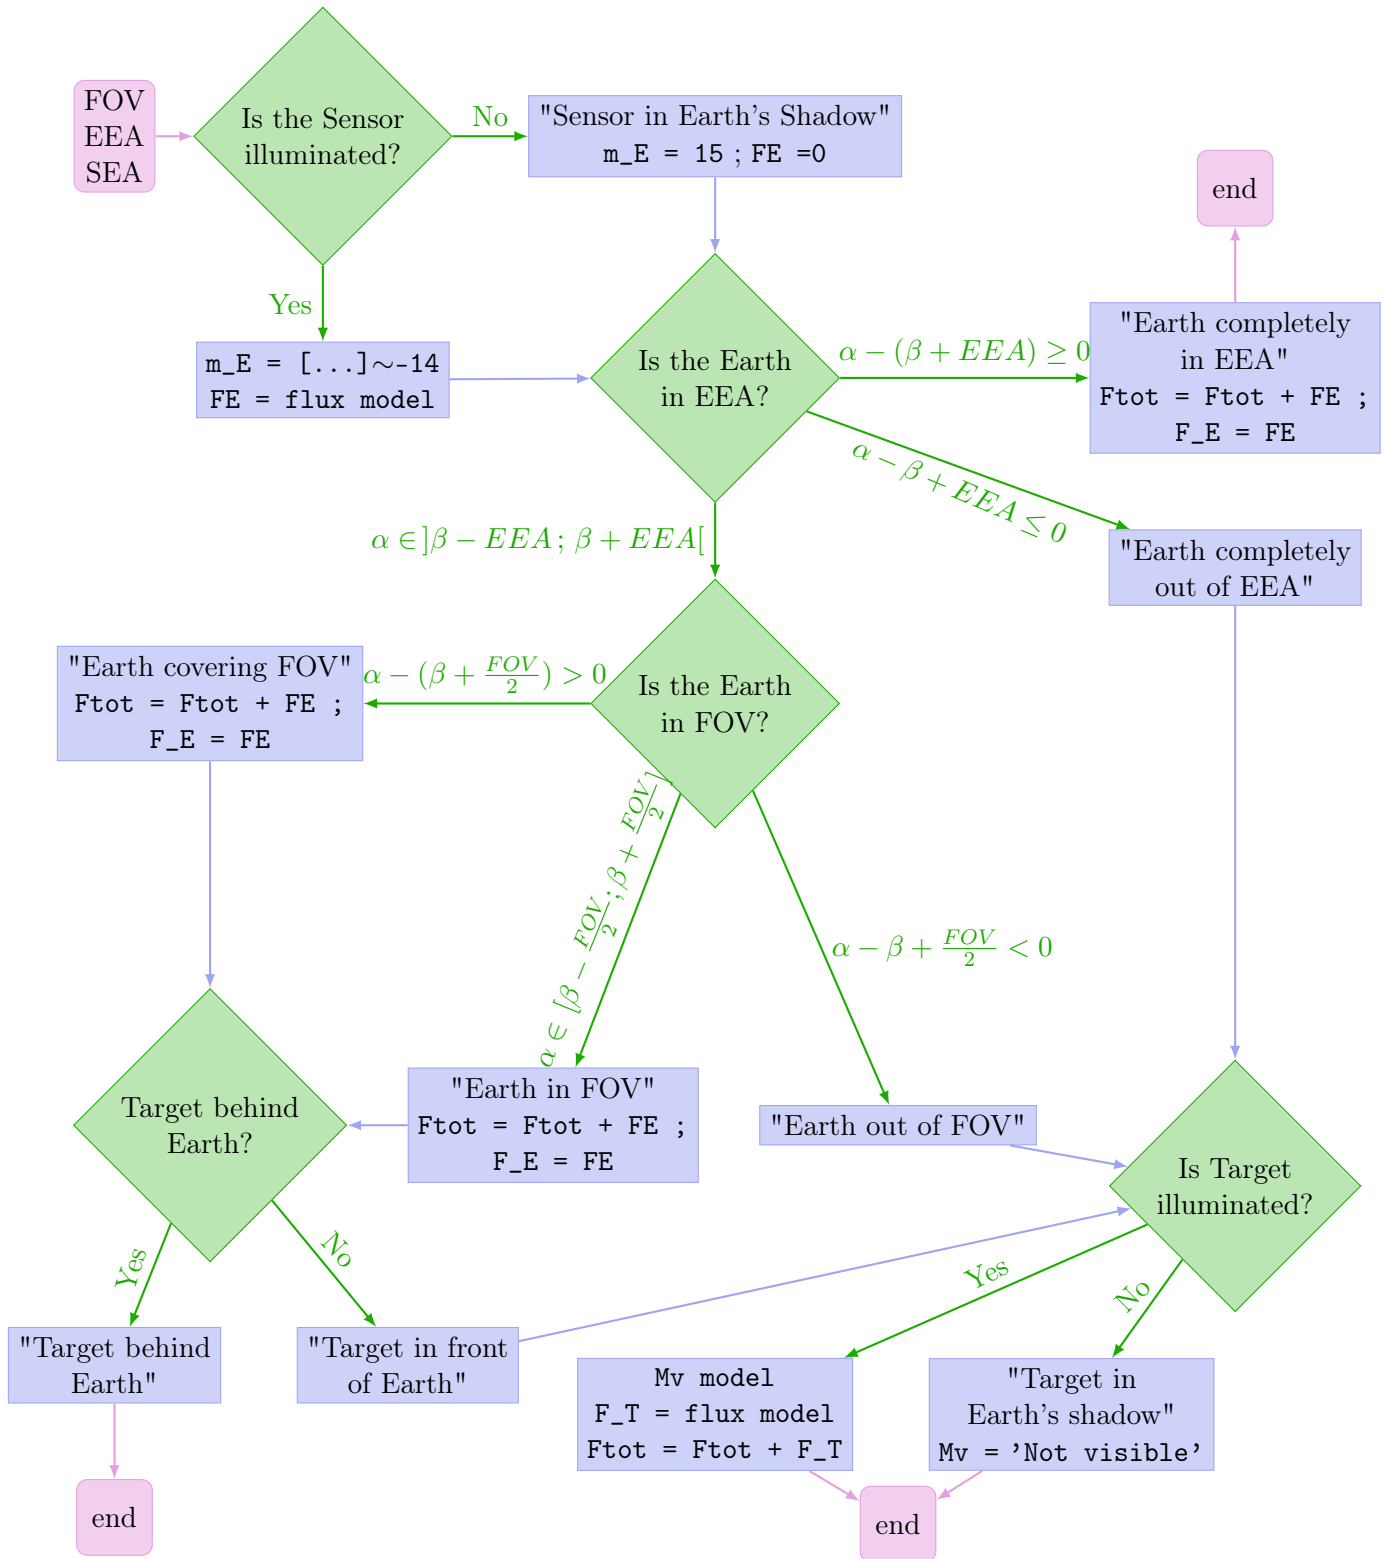 FOV
EEA
SEA
Is the Sensor
illuminated?
No
"Sensor in Earth's Shadow"
m_E = 15 ; FE =0
end
Yes
m_E = [...]∼-14
FE = flux model
Is the Earth
in EEA?
α − (β + EEA) ≥ 0
"Earth completely
in EEA"
Ftot = Ftot + FE ;
F_E = FE
α − β + EEA ≤ 0
α ∈ ]β − EEA ; β + EEA[
"Earth completely
out of EEA"
"Earth covering FOV"
Ftot = Ftot + FE ;
F_E = FE
α − (β + FOV/2) > 0
Is the Earth
in FOV?
α ∈ [β − FOV/2 ; β + FOV/2]
α − β + FOV/2 < 0
Target behind
Earth?
"Earth in FOV"
Ftot = Ftot + FE ;
F_E = FE
"Earth out of FOV"
Is Target
illuminated?
Yes
No
Yes
No
"Target behind
Earth"
"Target in front
of Earth"
Mv model
F_T = flux model
Ftot = Ftot + F_T
"Target in
Earth's shadow"
Mv = 'Not visible'
end
end